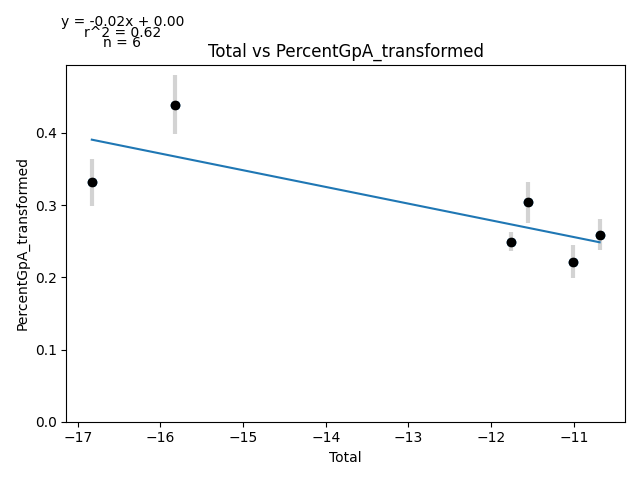 y = -0.02x + 0.00
r^2 = 0.62
n = 6
Total vs PercentGpA_transformed
PercentGpA_transformed
0.4
0.3
0.2
0.1
0.0
−17 −16 −15 −14 −13 −12 −11
Total